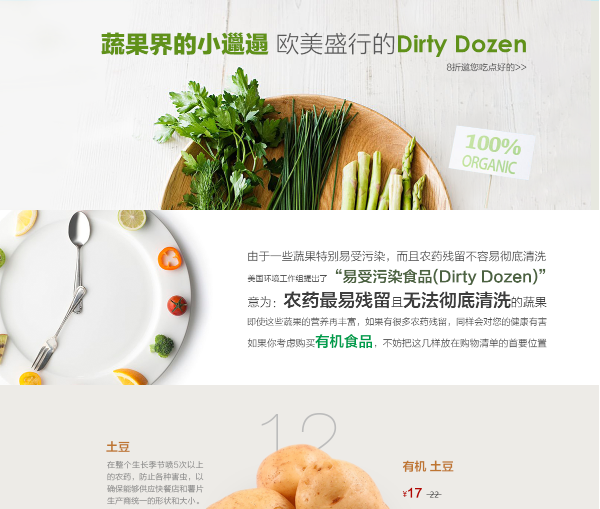 蔬果界的小邋遢 欧美盛行的Dirty Dozen
8折邀您吃点好的>>
100%
ORGANIC
由于一些蔬果特别易受污染，而且农药残留不容易彻底清洗
美国环境工作组提出了“易受污染食品(Dirty Dozen)”
意为：农药最易残留且无法彻底清洗的蔬果
即使这些蔬果的营养再丰富，如果有很多农药残留，同样会对您的健康有害
如果你考虑购买有机食品，不妨把这几样放在购物清单的首要位置
12
土豆
在整个生长季节喷5次以上
的农药，防止各种害虫，以
确保能够供应快餐店和薯片
生产商统一的形状和大小。
有机 土豆
¥17 22